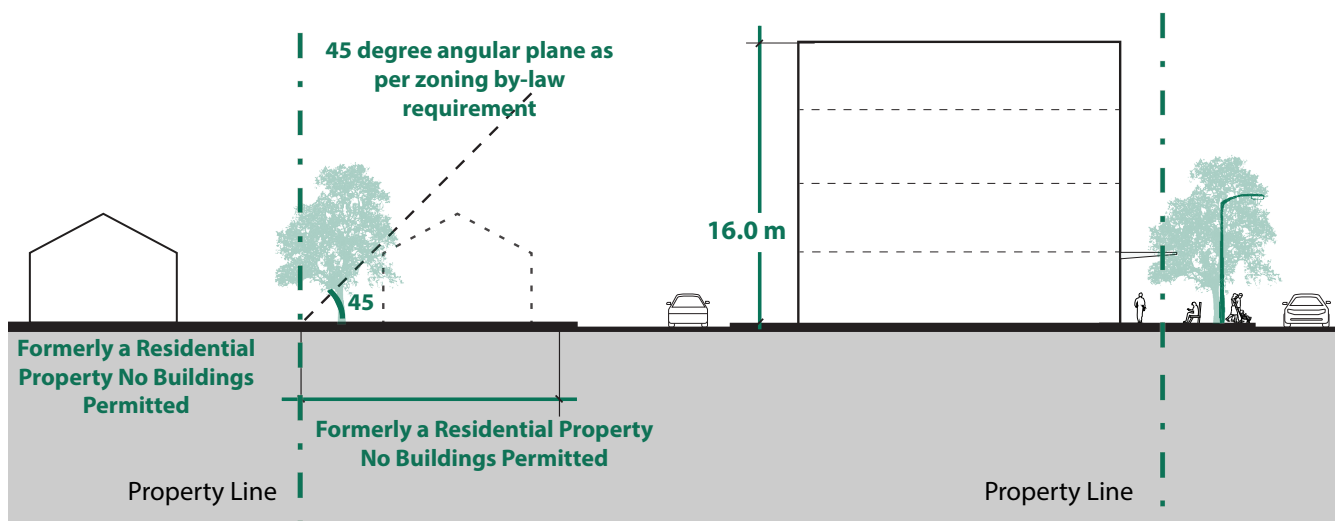 45 degree angular plane as
per zoning by-law
requirement
16.0 m
45
Formerly a Residential
Property No Buildings
Permitted
Formerly a Residential Property
No Buildings Permitted
Property Line
Property Line